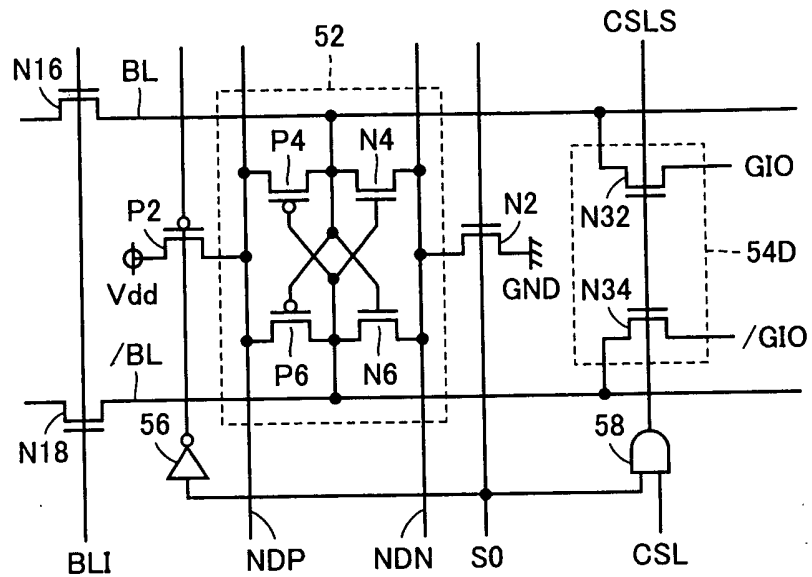 CSLS
52
N16
BL
P4
N4
GIO
N32
P2
N2
54D
Vdd
GND
N34
/GIO
/BL
P6
N6
56
58
N18
BLI
NDP
NDN
S0
CSL